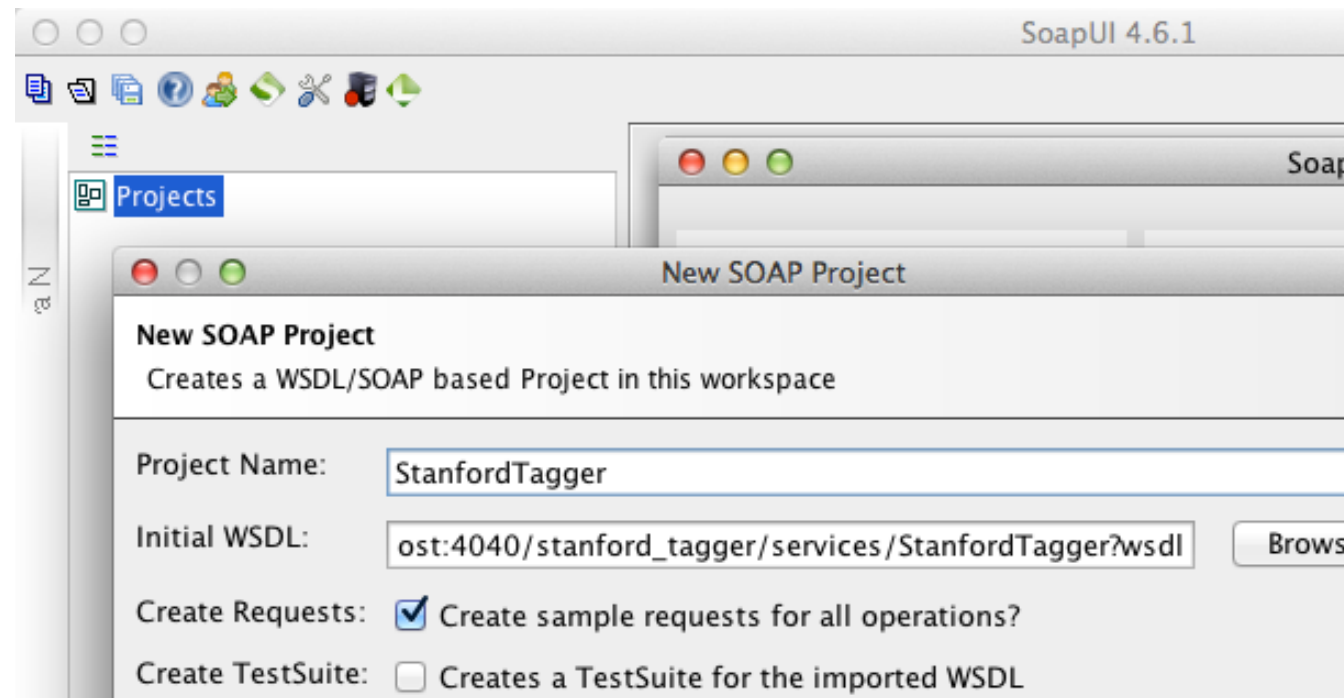 SoapUI 4.6.1
Projects
Soap
New SOAP Project
New SOAP Project
Creates a WSDL/SOAP based Project in this workspace
Project Name: StanfordTagger
Initial WSDL: ost:4040/stanford_tagger/services/StanfordTagger?wsdl Brows
Create Requests: Create sample requests for all operations?
Create TestSuite: Creates a TestSuite for the imported WSDL